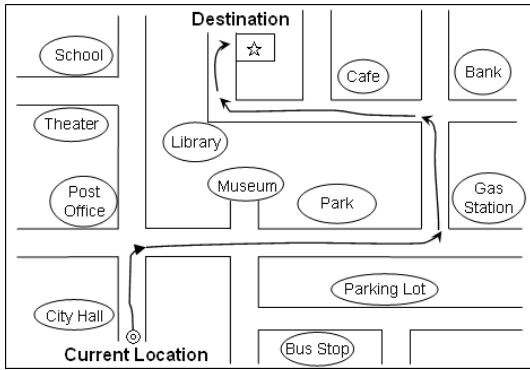 Destination
School
Cafe
Bank
Theater
Library
Museum
Post
Office
Park
Gas
Station
Parking Lot
City Hall
Bus Stop
Current Location